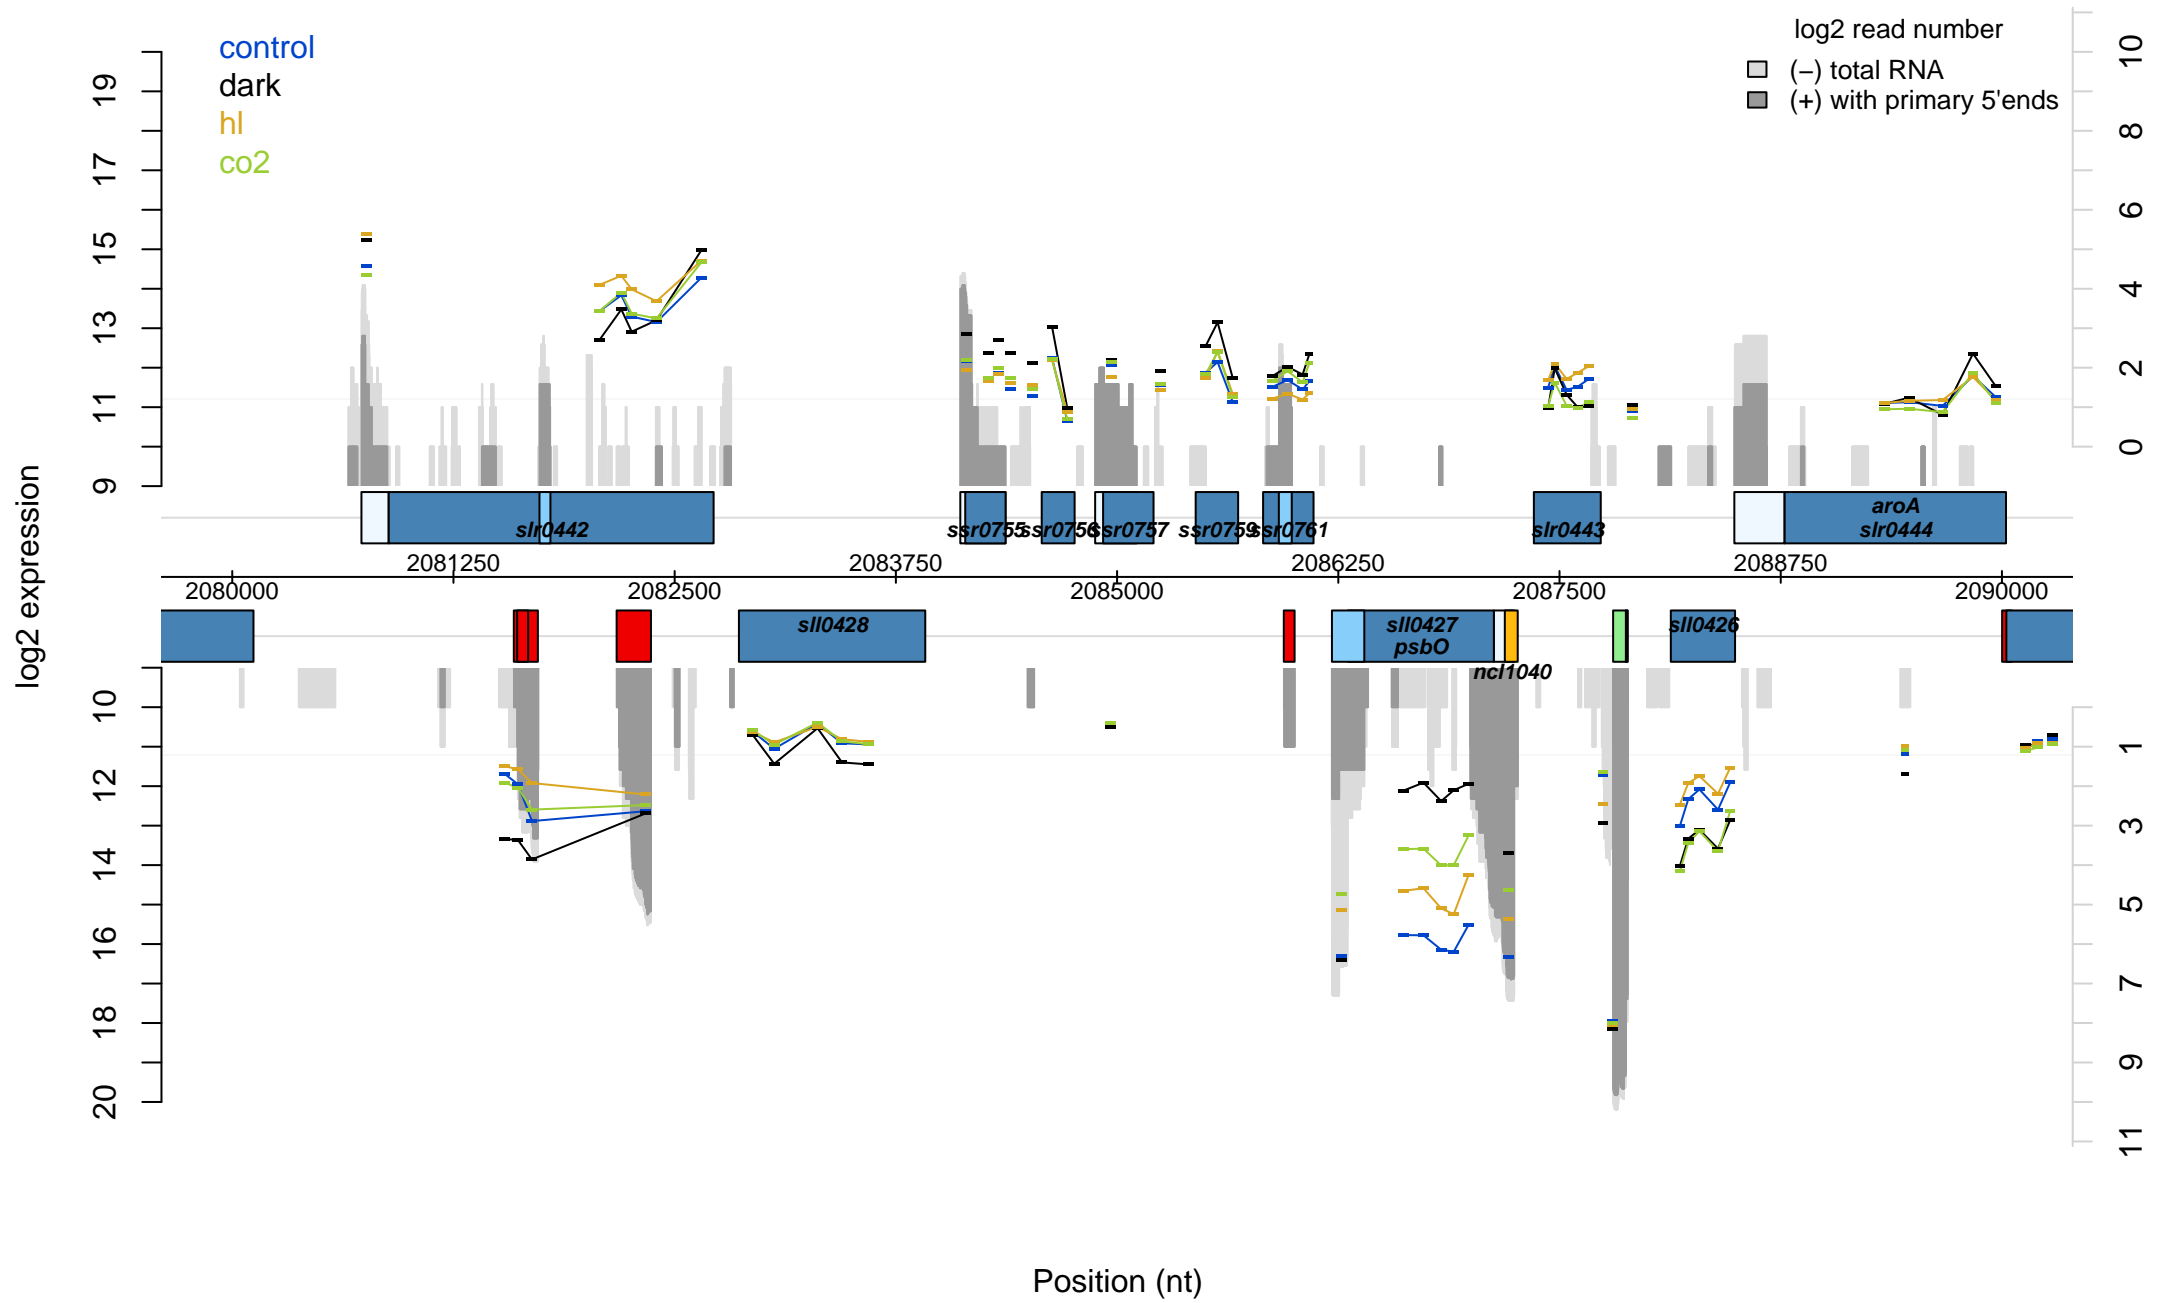 control
dark
hl
co2
log2 read number
(−) total RNA
(+) with primary 5'ends
19
17
15
13
11
9
10
8
6
4
2
0
log2 expression
slr0442
ssr0755
ssr0756
ssr0757
ssr0759
ssr0761
slr0443
aroA
slr0444
2081250
2083750
2086250
2088750
2080000
2082500
2085000
2087500
2090000
sll0428
sll0427
psbO
ncl1040
sll0426
10
12
14
16
18
20
1
3
5
7
9
11
Position (nt)